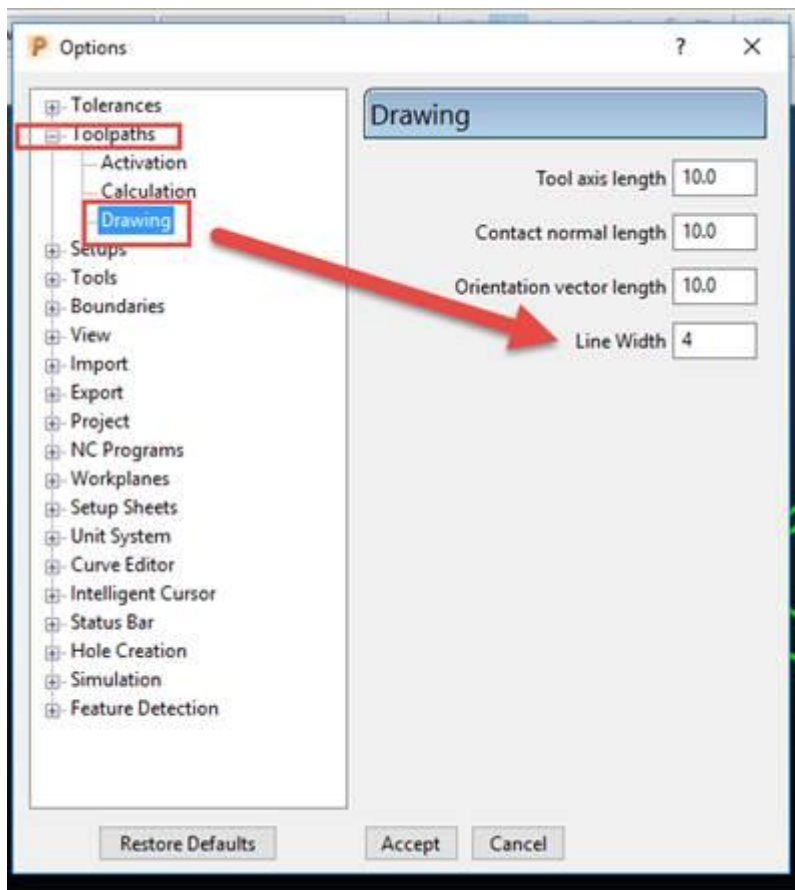 P Options ? ×
Tolerances
Toolpaths
Activation
Calculation
Drawing
Setups
Tools
Boundaries
View
Import
Export
Project
NC Programs
Workplanes
Setup Sheets
Unit System
Curve Editor
Intelligent Cursor
Status Bar
Hole Creation
Simulation
Feature Detection
Drawing
Tool axis length 10.0
Contact normal length 10.0
Orientation vector length 10.0
Line Width 4
Restore Defaults Accept Cancel